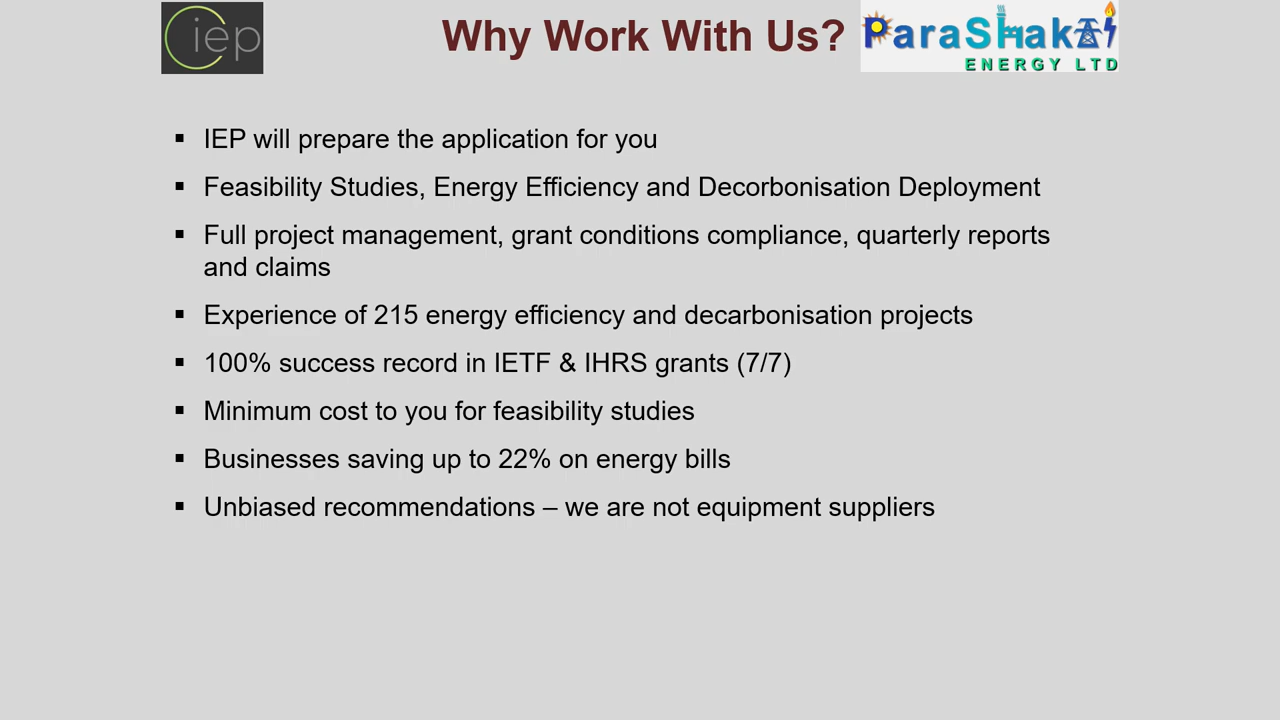 iep
Why Work With Us?
ParaShakti
ENERGY LTD
▪ IEP will prepare the application for you
▪ Feasibility Studies, Energy Efficiency and Decorbonisation Deployment
▪ Full project management, grant conditions compliance, quarterly reports
and claims
▪ Experience of 215 energy efficiency and decarbonisation projects
▪ 100% success record in IETF & IHRS grants (7/7)
▪ Minimum cost to you for feasibility studies
▪ Businesses saving up to 22% on energy bills
▪ Unbiased recommendations – we are not equipment suppliers